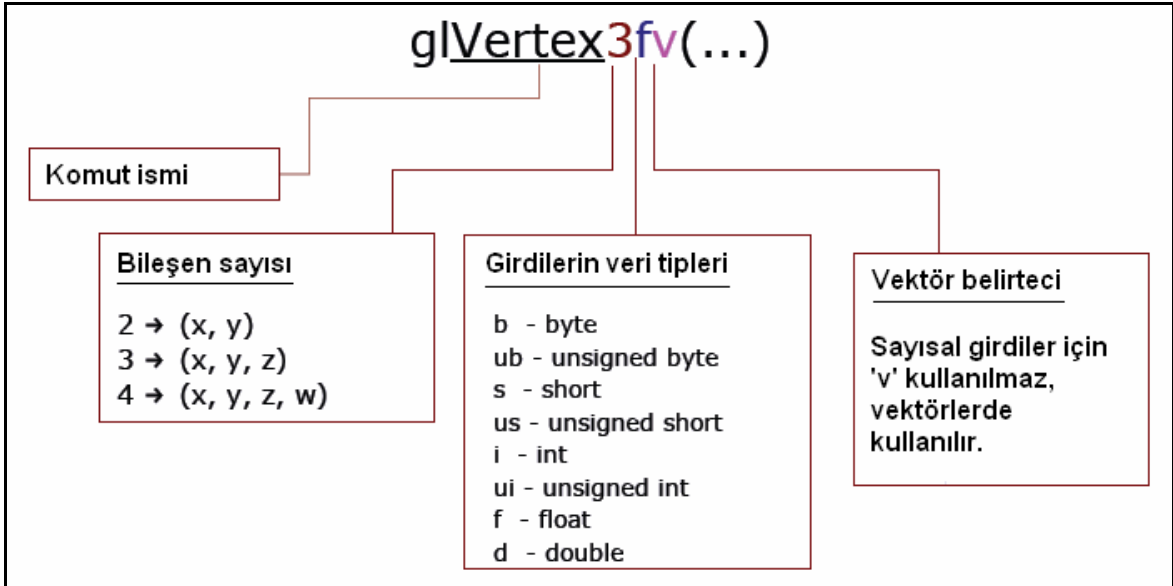 glVertex3fv(...)
Komut ismi
Bileşen sayısı
2 → (x, y)
3 → (x, y, z)
4 → (x, y, z, w)
Girdilerin veri tipleri
b - byte
ub - unsigned byte
s - short
us - unsigned short
i - int
ui - unsigned int
f - float
d - double
Vektör belirteci
Sayısal girdiler için
'v' kullanılmaz,
vektörlerde
kullanılır.